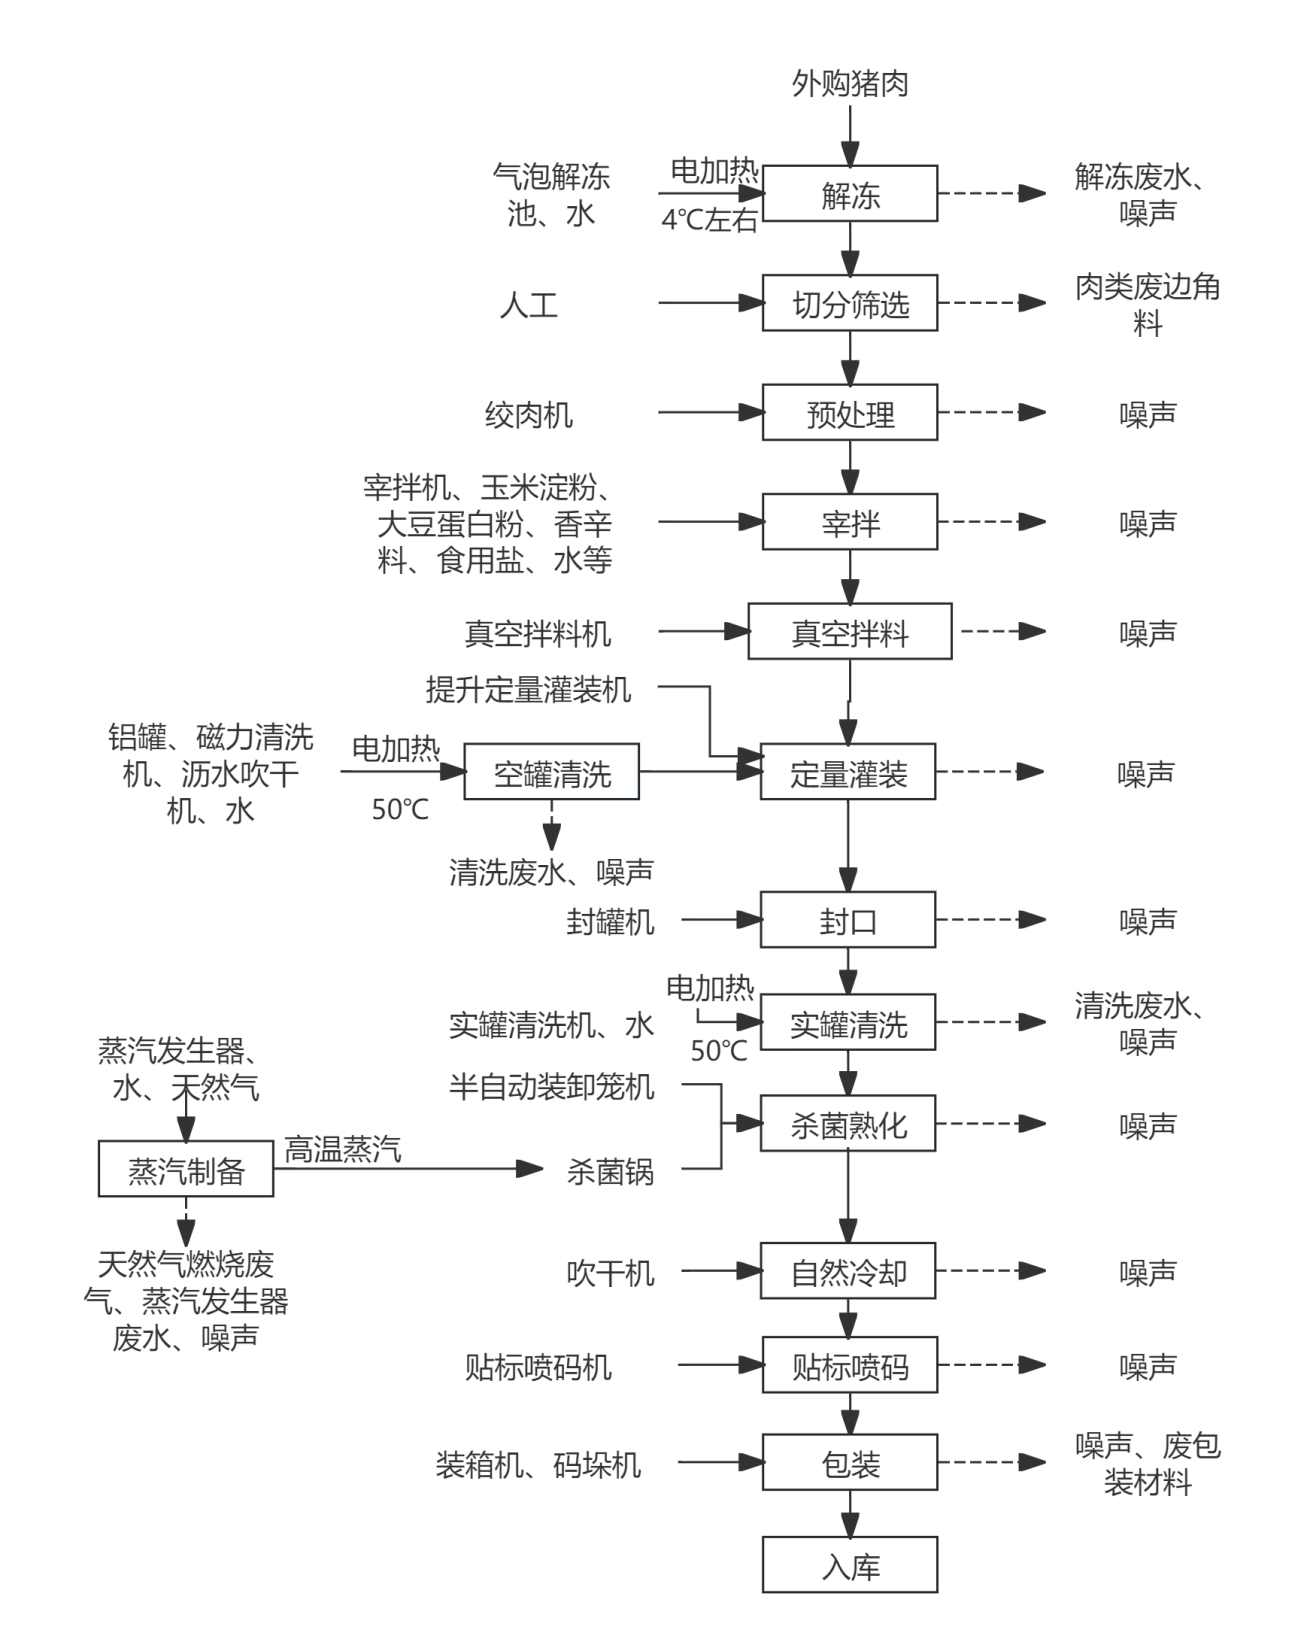 外购猪肉
气泡解冻
池、水
电加热
4℃左右
解冻
解冻废水、
噪声
人工
切分筛选
肉类废边角
料
绞肉机
预处理
噪声
宰拌机、玉米淀粉、
大豆蛋白粉、香辛
料、食用盐、水等
宰拌
噪声
真空拌料机
真空拌料
噪声
提升定量灌装机
铝罐、磁力清洗
机、沥水吹干
机、水
电加热
50℃
空罐清洗
定量灌装
噪声
清洗废水、噪声
封罐机
封口
噪声
实罐清洗机、水
电加热
50℃
实罐清洗
清洗废水、
噪声
蒸汽发生器、
水、天然气
半自动装卸笼机
杀菌熟化
噪声
蒸汽制备
高温蒸汽
杀菌锅
天然气燃烧废
气、蒸汽发生器
废水、噪声
吹干机
自然冷却
噪声
贴标喷码机
贴标喷码
噪声
装箱机、码垛机
包装
噪声、废包
装材料
入库